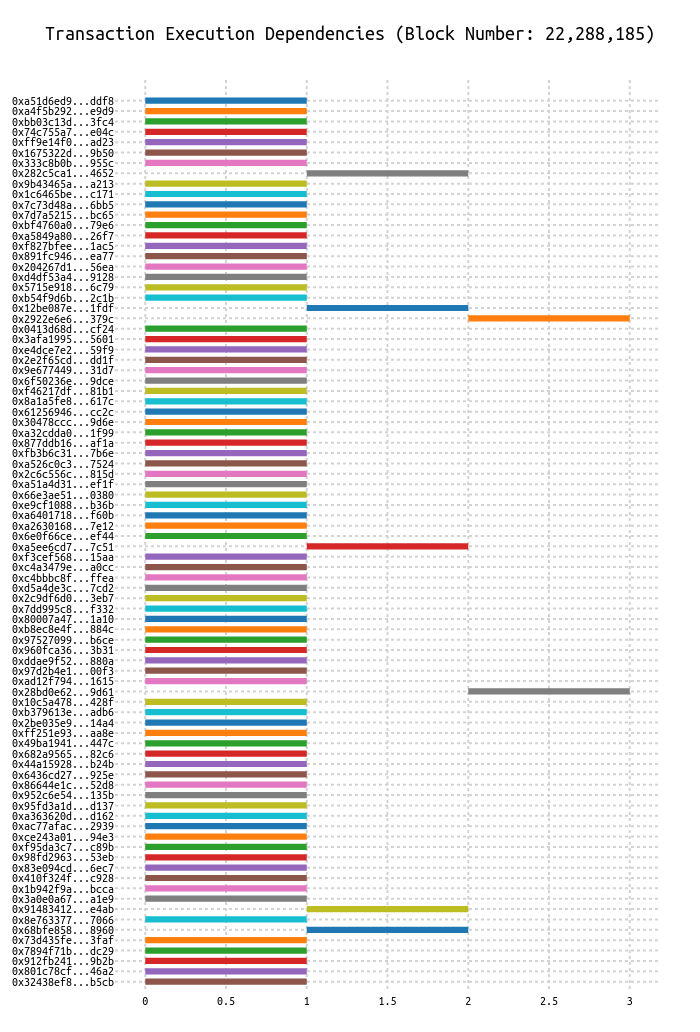 Transaction Execution Dependencies (Block Number: 22,288,185)
0xa51d6ed9...ddf8
0xa4f5b292...e9d9
0xbb03c13d...3fc4
0x74c755a7...e04c
0xff9e14f0...ad23
0x1675322d...9b50
0x333c8b0b...955c
0x282c5ca1...4652
0x9b43465a...a213
0x1c6465be...c171
0x7c73d48a...6bb5
0x7d7a5215...bc65
0xbf4760a0...79e6
0xa5849a80...26f7
0xf827bfee...1ac5
0x891fc946...ea77
0x204267d1...56ea
0xd4df53a4...9128
0x5715e918...6c79
0xb54f9d6b...2c1b
0x12be087e...1fdf
0x2922e6e6...379c
0x0413d68d...cf24
0x3afa1995...5601
0xe4dce7e2...59f9
0x2e2f65cd...dd1f
0x9e677449...31d7
0x6f50236e...9dce
0xf46217df...81b1
0x8a1a5fe8...617c
0x61256946...cc2c
0x30478ccc...9d6e
0xa32cdda0...1f99
0x877ddb16...af1a
0xfb3b6c31...7b6e
0xa526c0c3...7524
0x2c6c556c...815d
0xa51a4d31...ef1f
0x66e3ae51...0380
0xe9cf1088...b36b
0xa6401718...f60b
0xa2630168...7e12
0x6e0f66ce...ef44
0xa5ee6cd7...7c51
0xf3cef568...15aa
0xc4a3479e...a0cc
0xc4bbbc8f...ffea
0xd5a4de3c...7cd2
0x2c9df6d0...3eb7
0x7dd995c8...f332
0x80007a47...1a10
0xb8ec8e4f...884c
0x97527099...b6ce
0x960fca36...3b31
0xddae9f52...880a
0x97d2b4e1...00f3
0xad12f794...1615
0x28bd0e62...9d61
0x10c5a478...428f
0xb379613e...adb6
0x2be035e9...14a4
0xff251e93...aa8e
0x49ba1941...447c
0x682a9565...82c6
0x44a15928...b24b
0x6436cd27...925e
0x86644e1c...52d8
0x952c6e54...135b
0x95fd3a1d...d137
0xa363620d...d162
0xac77afac...2939
0xce243a01...94e3
0xf95da3c7...c89b
0x98fd2963...53eb
0x83e094cd...6ec7
0x410f324f...c928
0x1b942f9a...bcca
0x3a0e0a67...a1e9
0x91483412...e4ab
0x8e763377...7066
0x68bfe858...8960
0x73d435fe...3faf
0x7894f71b...dc29
0x912fb241...9b2b
0x801c78cf...46a2
0x32438ef8...b5cb
0 0.5 1 1.5 2 2.5 3